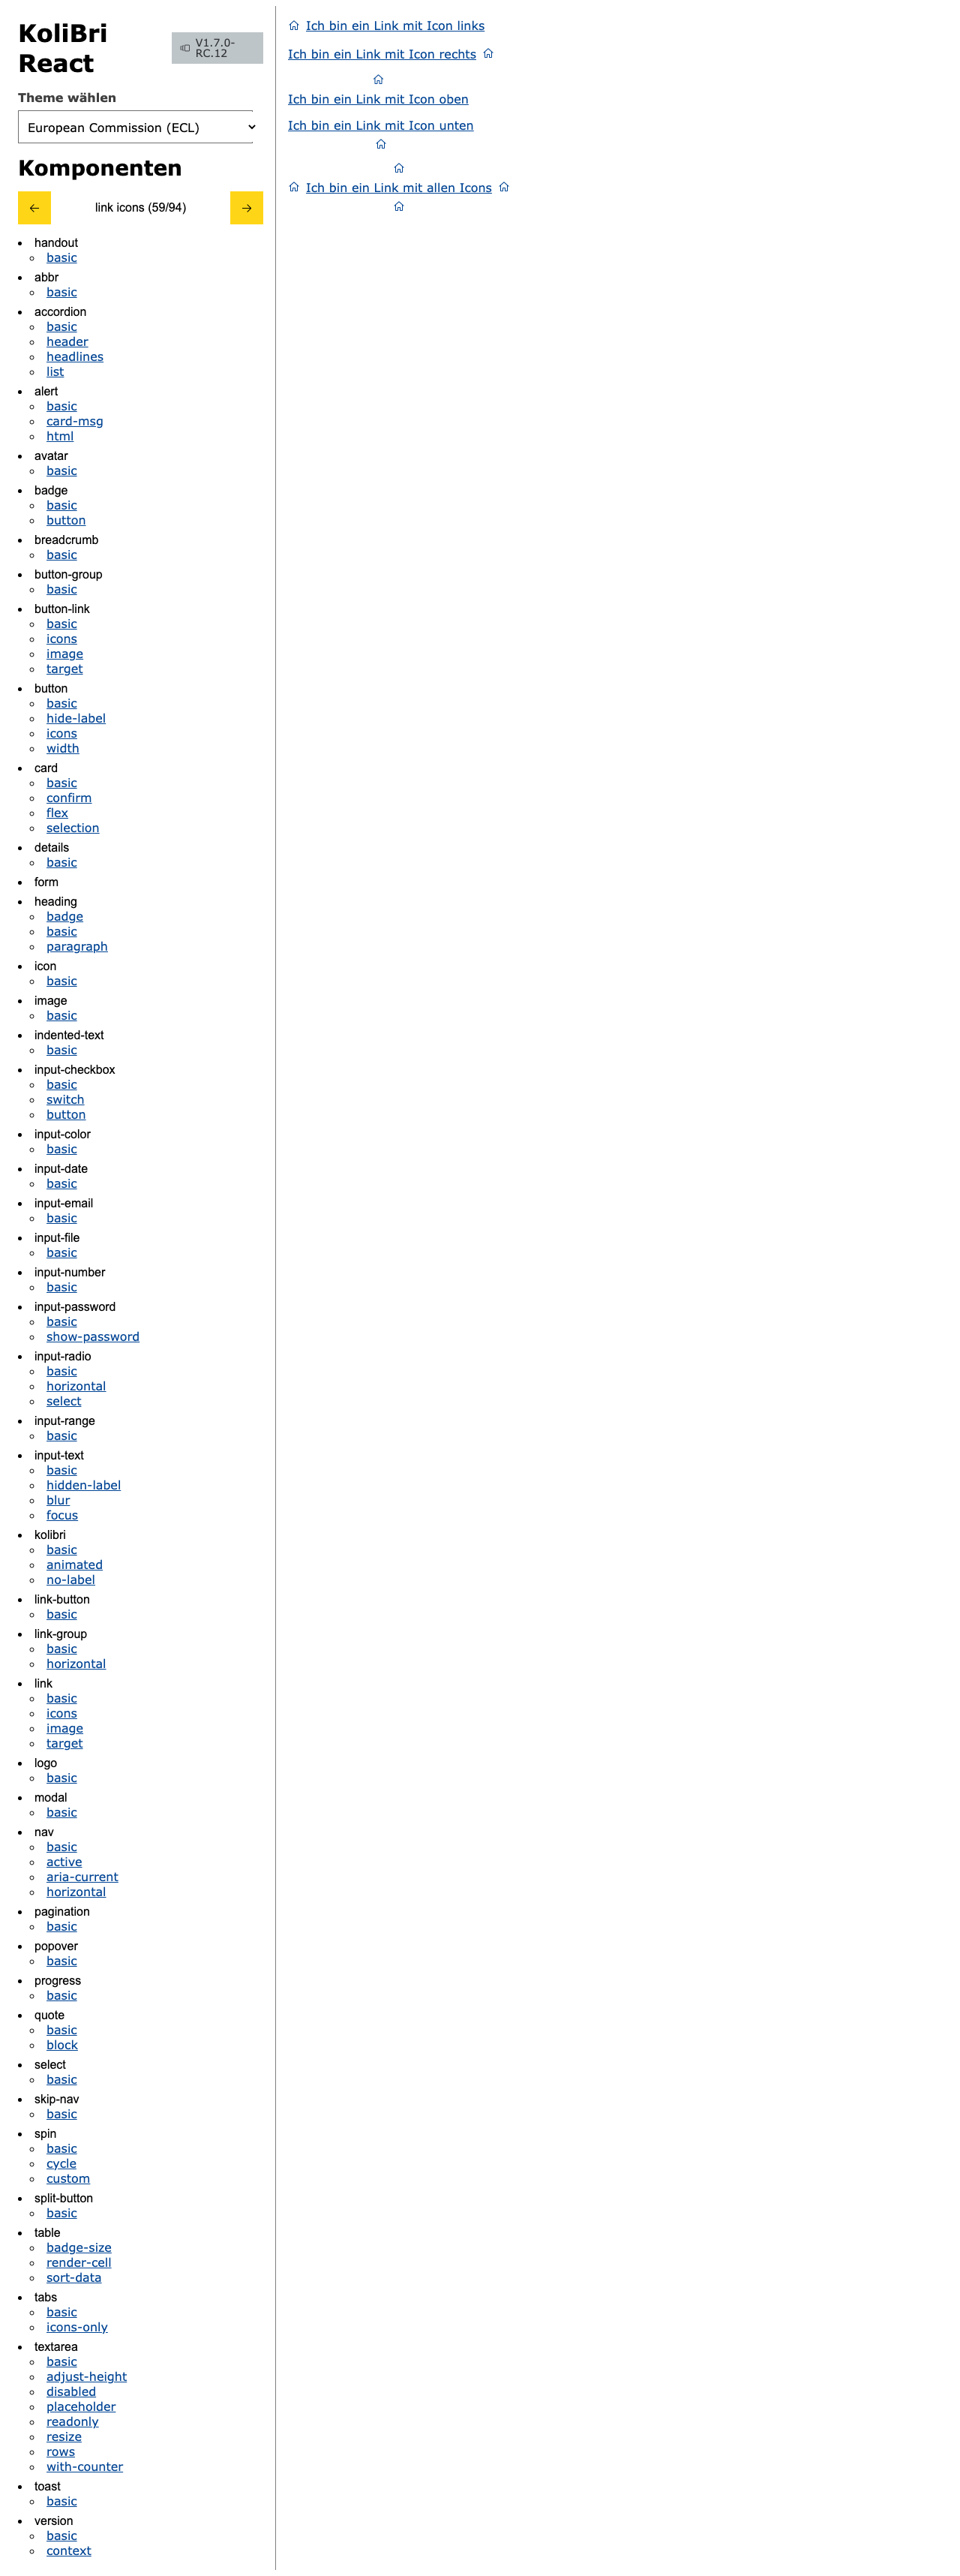 KoliBri
React
V1.7.0-
RC.12
Theme wählen
European Commission (ECL)
Komponenten
link icons (59/94)
handout
basic
abbr
basic
accordion
basic
header
headlines
list
alert
basic
card-msg
html
avatar
basic
badge
basic
button
breadcrumb
basic
button-group
basic
button-link
basic
icons
image
target
button
basic
hide-label
icons
width
card
basic
confirm
flex
selection
details
basic
form
heading
badge
basic
paragraph
icon
basic
image
basic
indented-text
basic
input-checkbox
basic
switch
button
input-color
basic
input-date
basic
input-email
basic
input-file
basic
input-number
basic
input-password
basic
show-password
input-radio
basic
horizontal
select
input-range
basic
input-text
basic
hidden-label
blur
focus
kolibri
basic
animated
no-label
link-button
basic
link-group
basic
horizontal
link
basic
icons
image
target
logo
basic
modal
basic
nav
basic
active
aria-current
horizontal
pagination
basic
popover
basic
progress
basic
quote
basic
block
select
basic
skip-nav
basic
spin
basic
cycle
custom
split-button
basic
table
badge-size
render-cell
sort-data
tabs
basic
icons-only
textarea
basic
adjust-height
disabled
placeholder
readonly
resize
rows
with-counter
toast
basic
version
basic
context
Ich bin ein Link mit Icon links
Ich bin ein Link mit Icon rechts
Ich bin ein Link mit Icon oben
Ich bin ein Link mit Icon unten
Ich bin ein Link mit allen Icons